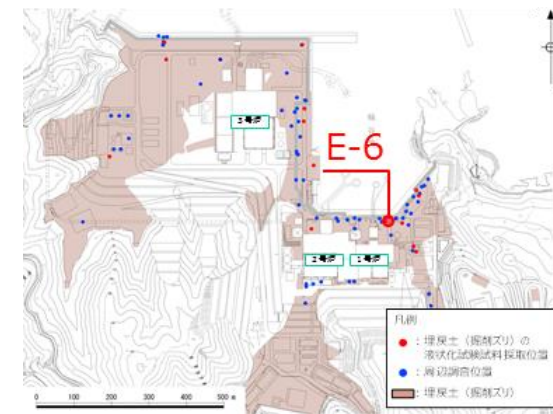 3号炉
E-6
2号炉
1号炉
凡例
：埋戻土（掘削ズリ）の
液状化試験試料採取位置
：周辺調査位置
：埋戻土（掘削ズリ）
0 100 200 300 400 500 m